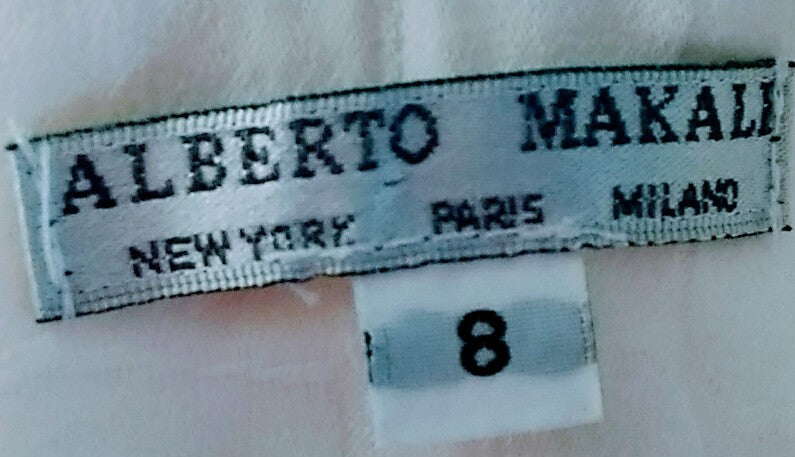 ALBERTO MAKALI
NEW YORK PARIS MILANO
8